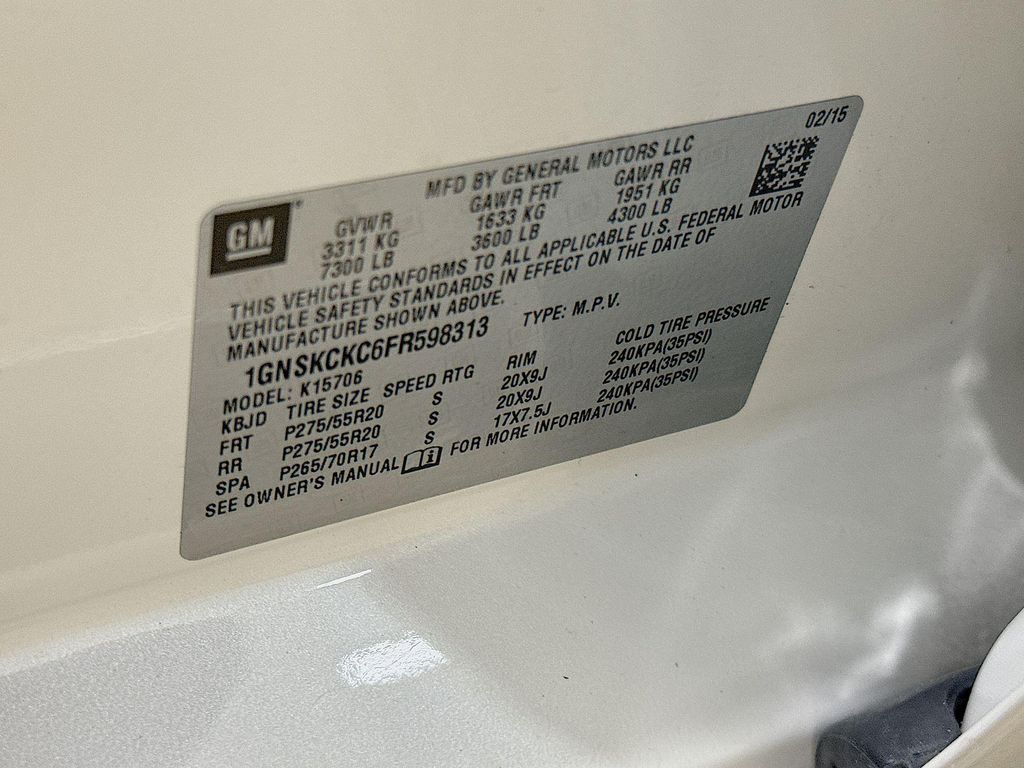 02/15
MFD BY GENERAL MOTORS LLC
GM
GVWR GAWR FRT GAWR RR
3311 KG 1633 KG 1951 KG
7300 LB 3600 LB 4300 LB
THIS VEHICLE CONFORMS TO ALL APPLICABLE U.S. FEDERAL MOTOR
VEHICLE SAFETY STANDARDS IN EFFECT ON THE DATE OF
MANUFACTURE SHOWN ABOVE.
1GNSKCKC6FR598313 TYPE: M.P.V.
MODEL: K15706
KBJD TIRE SIZE SPEED RTG RIM COLD TIRE PRESSURE
FRT P275/55R20 S 20X9J 240KPA(35PSI)
RR P275/55R20 S 20X9J 240KPA(35PSI)
SPA P265/70R17 S 17X7.5J 240KPA(35PSI)
SEE OWNER'S MANUAL FOR MORE INFORMATION.